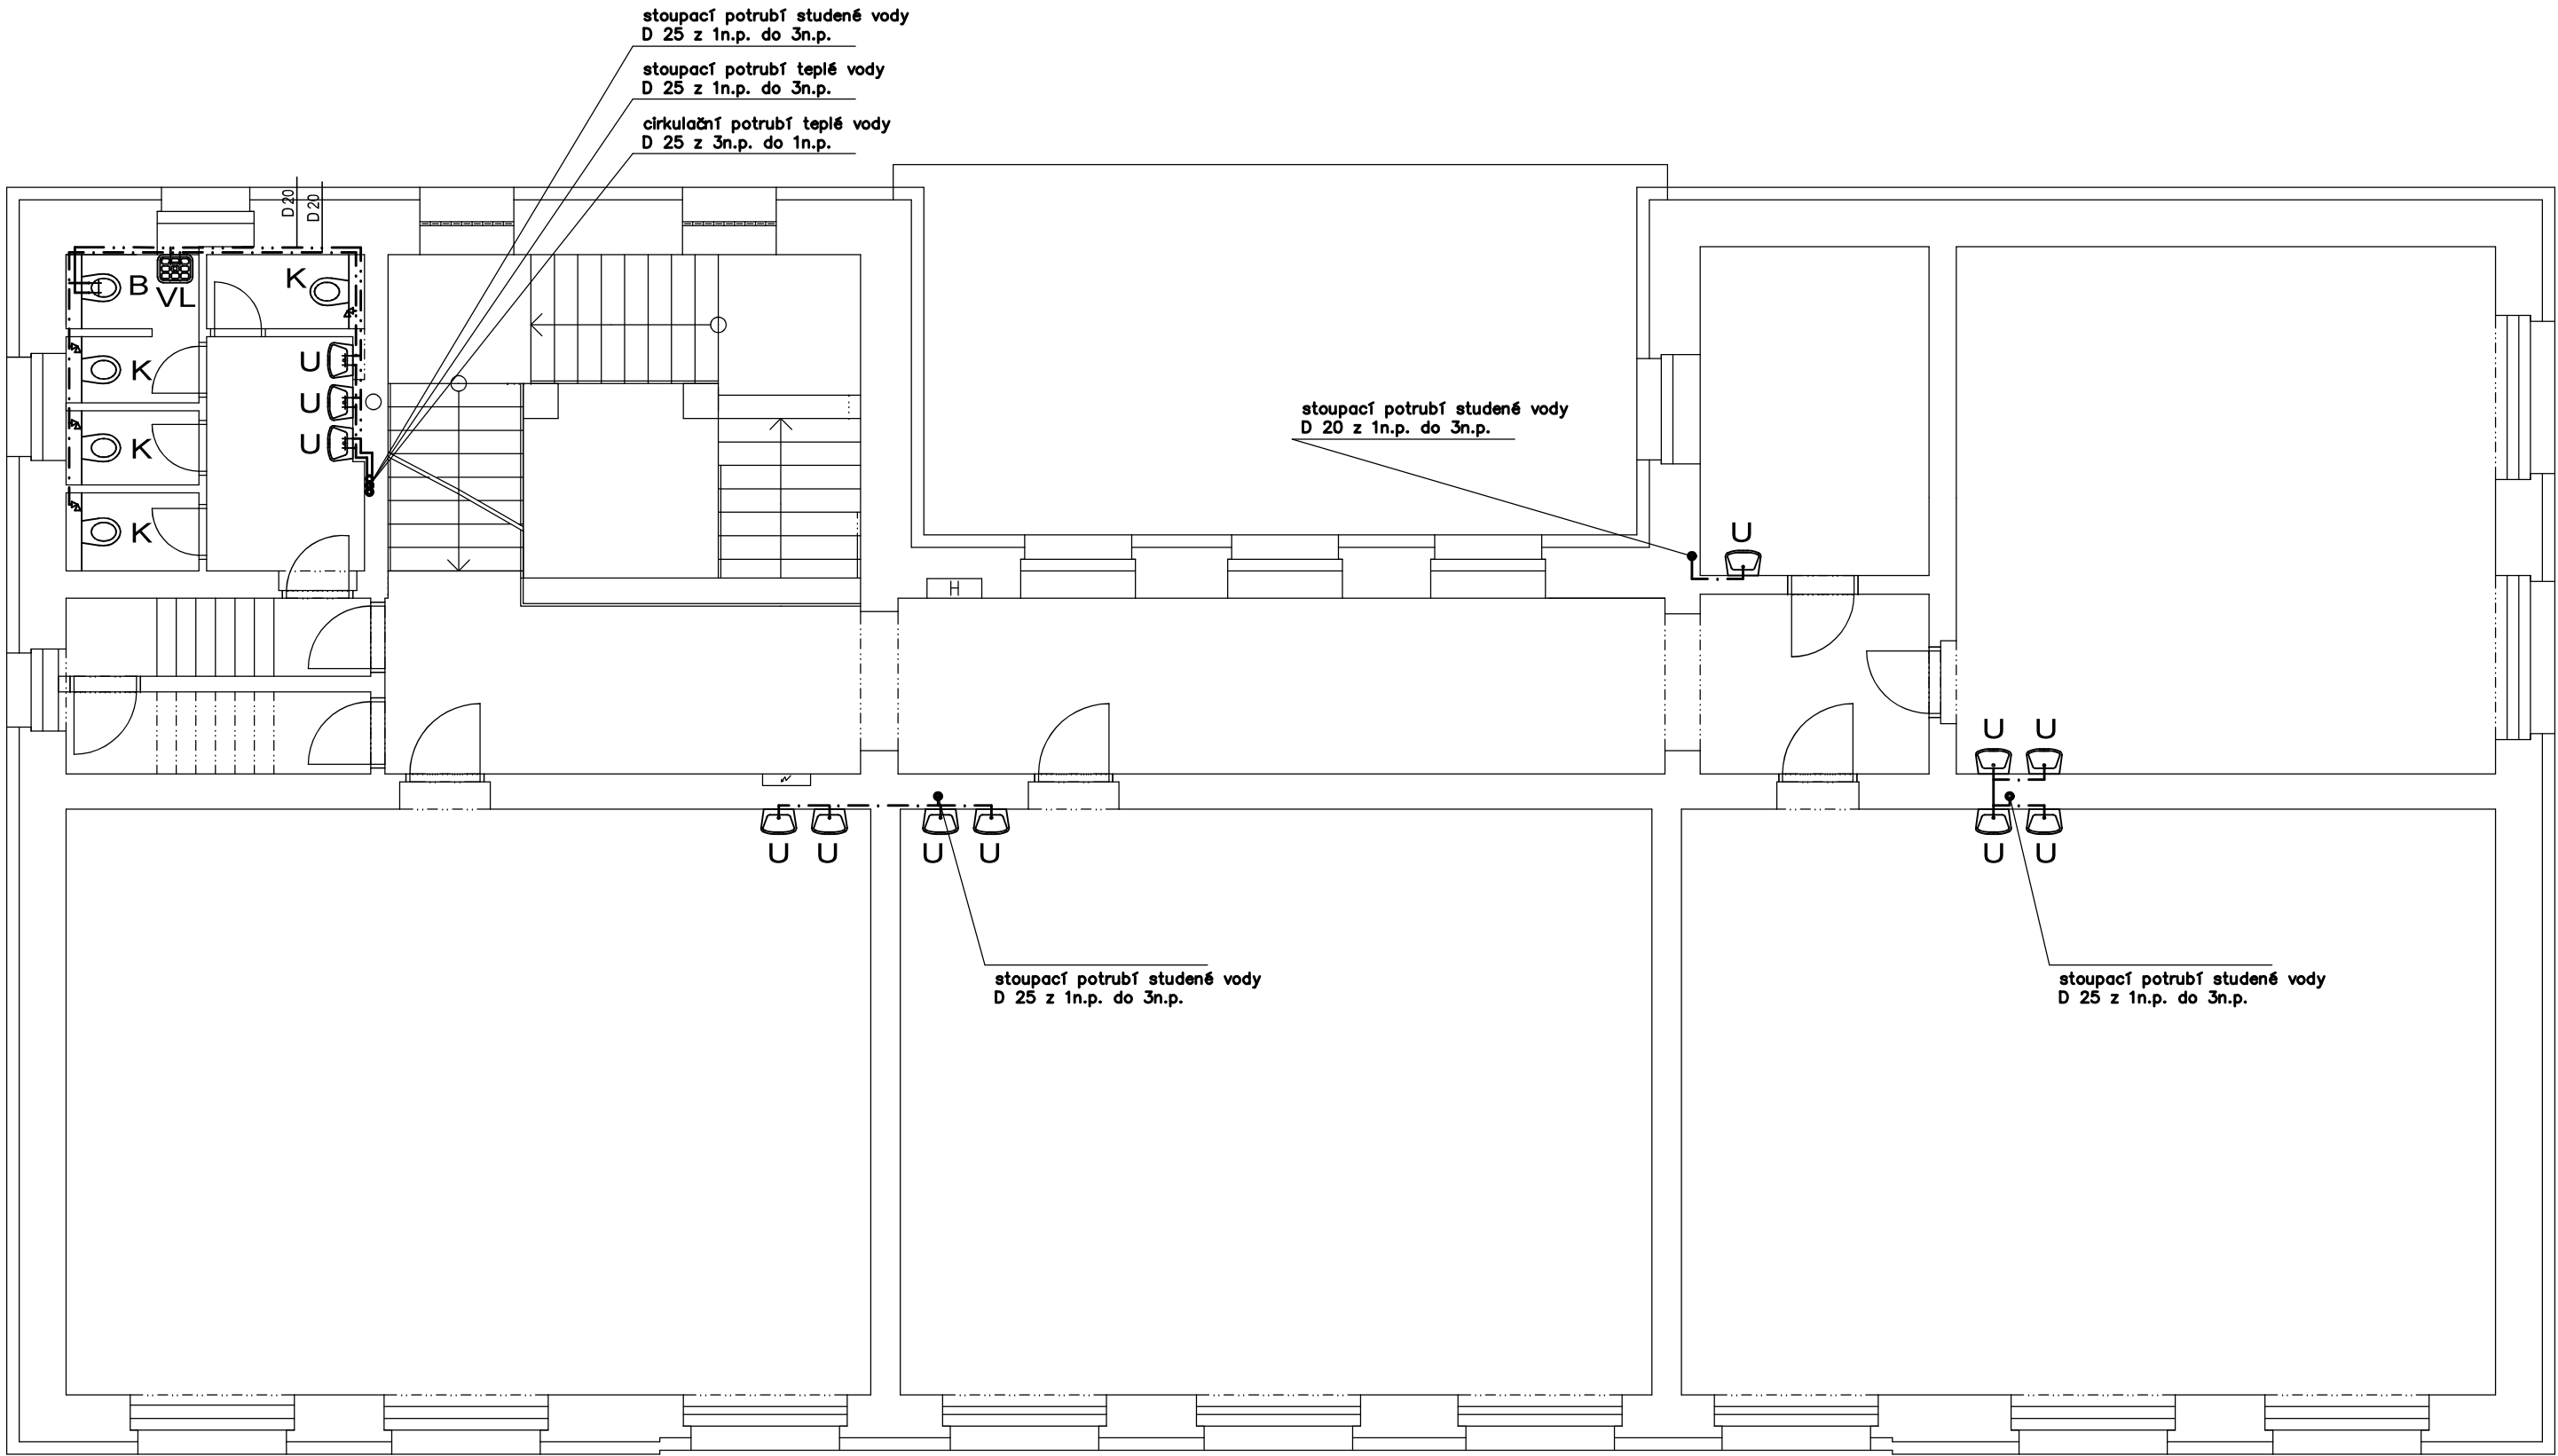 stoupací potrubí studené vody
D 25 z 1n.p. do 3n.p.
stoupací potrubí teplé vody
D 25 z 1n.p. do 3n.p.
cirkulační potrubí teplé vody
D 25 z 3n.p. do 1n.p.
D20
D20
B
VL
K
K
K
K
U
U
U
stoupací potrubí studené vody
D 20 z 1n.p. do 3n.p.
U
H
U U
U U
U U
U U
stoupací potrubí studené vody
D 25 z 1n.p. do 3n.p.
stoupací potrubí studené vody
D 25 z 1n.p. do 3n.p.